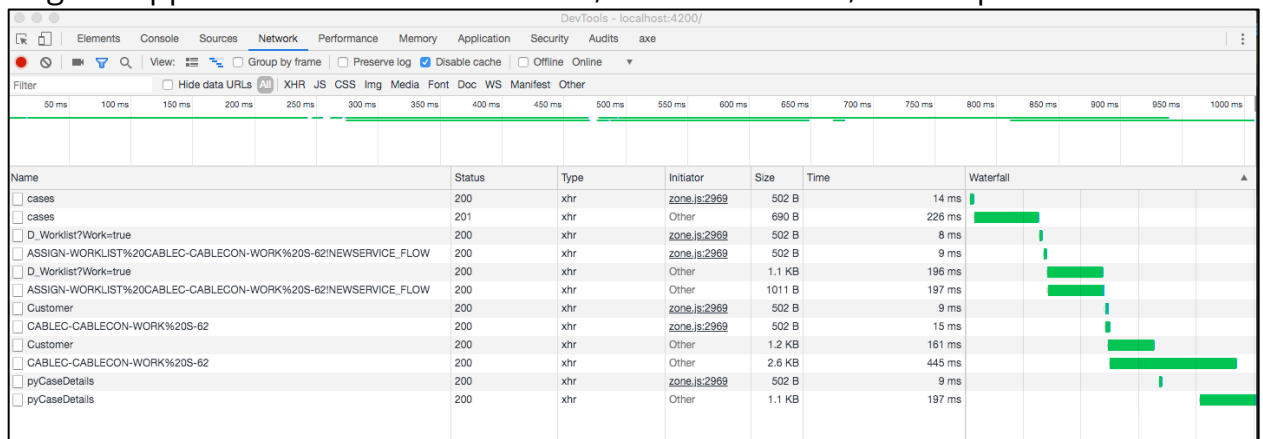 DevTools - localhost:4200/
Elements Console Sources Network Performance Memory Application Security Audits axe
View: Group by frame Preserve log Disable cache Offline Online
Filter Hide data URLs All XHR JS CSS Img Media Font Doc WS Manifest Other
50 ms 100 ms 150 ms 200 ms 250 ms 300 ms 350 ms 400 ms 450 ms 500 ms 550 ms 600 ms 650 ms 700 ms 750 ms 800 ms 850 ms 900 ms 950 ms 1000 ms
Name Status Type Initiator Size Time Waterfall
cases 200 xhr zone.js:2969 502 B 14 ms
cases 201 xhr Other 690 B 226 ms
D_Worklist?Work=true 200 xhr zone.js:2969 502 B 8 ms
ASSIGN-WORKLIST%20CABLEC-CABLECON-WORK%20S-62!NEWSERVICE_FLOW 200 xhr zone.js:2969 502 B 9 ms
D_Worklist?Work=true 200 xhr Other 1.1 KB 196 ms
ASSIGN-WORKLIST%20CABLEC-CABLECON-WORK%20S-62!NEWSERVICE_FLOW 200 xhr Other 1011 B 197 ms
Customer 200 xhr zone.js:2969 502 B 9 ms
CABLEC-CABLECON-WORK%20S-62 200 xhr zone.js:2969 502 B 15 ms
Customer 200 xhr Other 1.2 KB 161 ms
CABLEC-CABLECON-WORK%20S-62 200 xhr Other 2.6 KB 445 ms
pyCaseDetails 200 xhr zone.js:2969 502 B 9 ms
pyCaseDetails 200 xhr Other 1.1 KB 197 ms